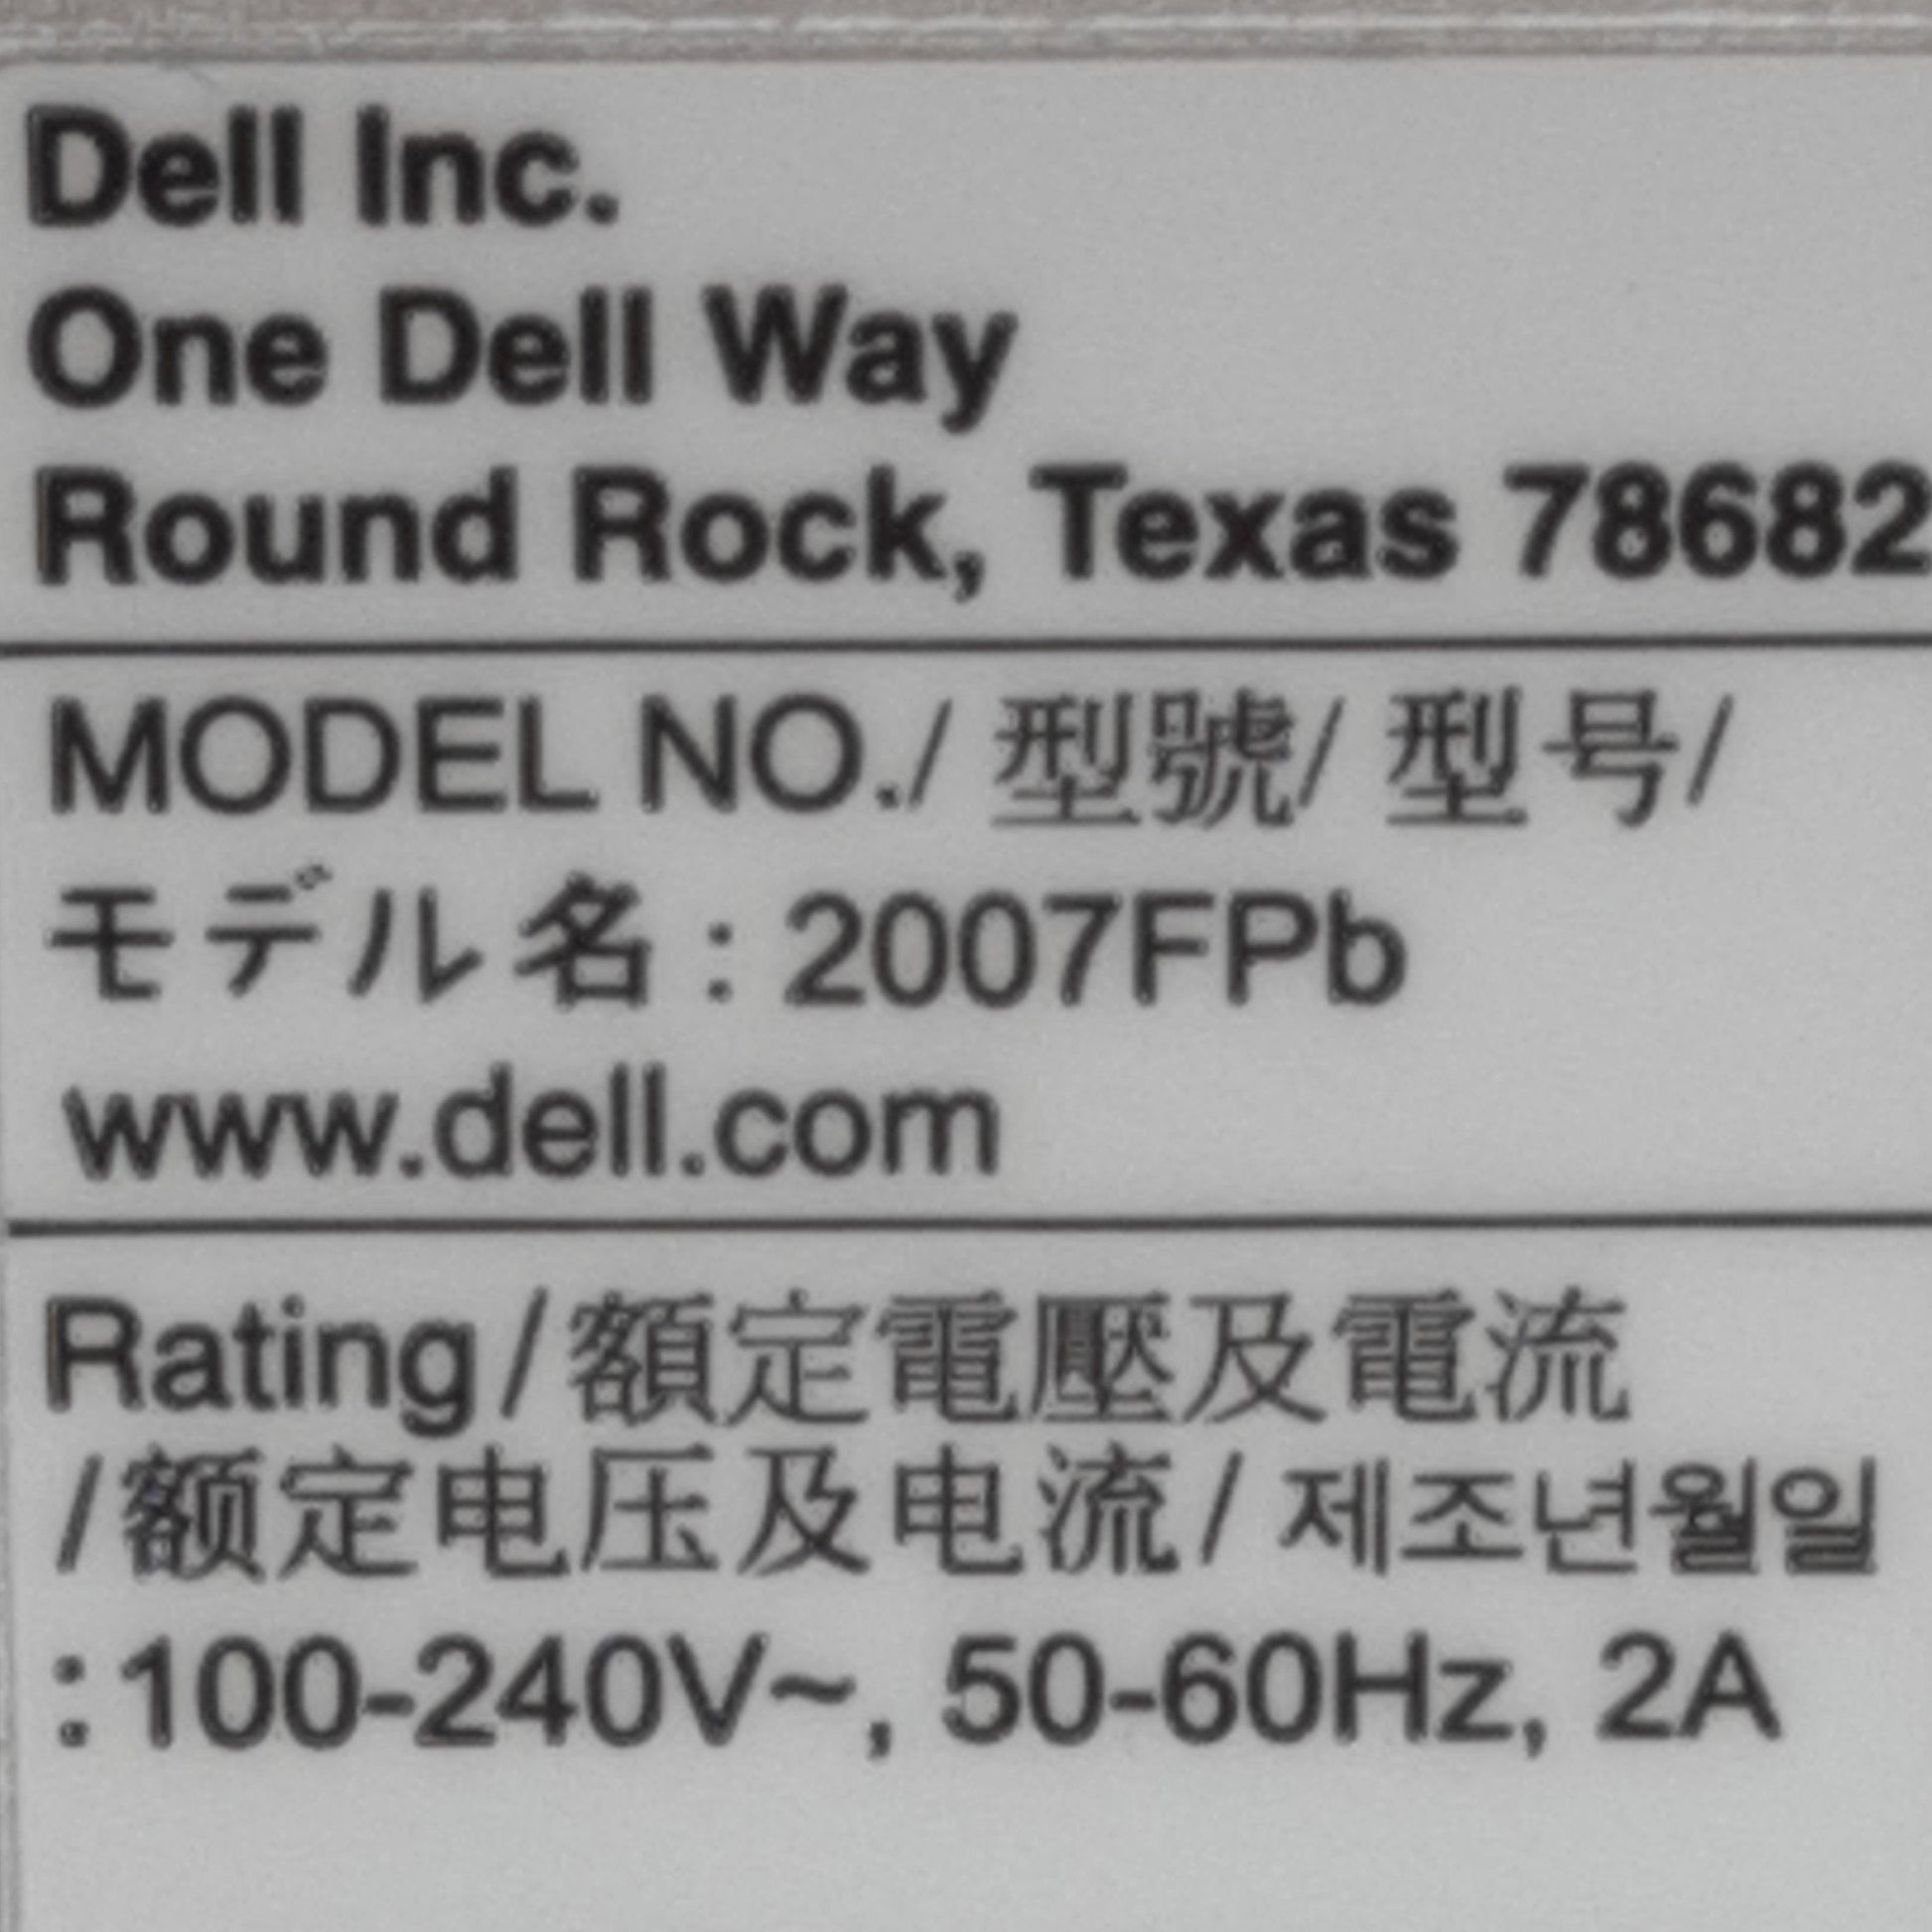 Dell Inc.
One Dell Way
Round Rock, Texas 78682
MODEL NO./ 型號/ 型号/
モデル名 : 2007FPb
www.dell.com
Rating/額定電壓及電流
/额定电压及电流/ 제조년월일
:100-240V~, 50-60Hz, 2A